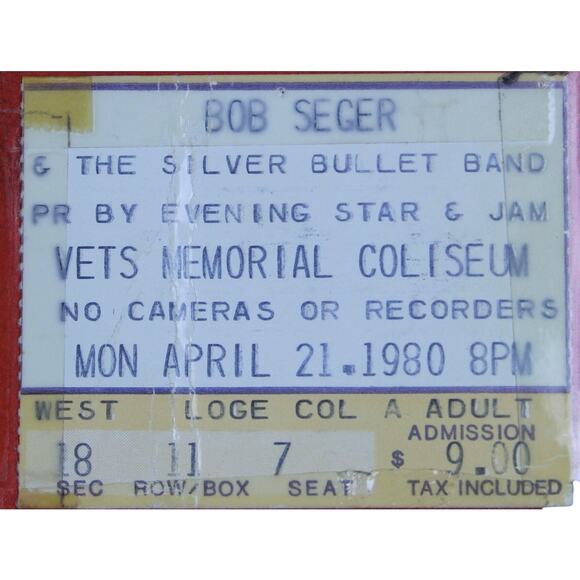 BOB SEGER
& THE SILVER BULLET BAND
PR BY EVENING STAR & JAM
VETS MEMORIAL COLISEUM
NO CAMERAS OR RECORDERS
MON APRIL 21.1980 8PM
WEST LOGE COL A ADULT
ADMISSION
18 11 7 $ 9.00
SEC ROW/BOX SEAT TAX INCLUDED